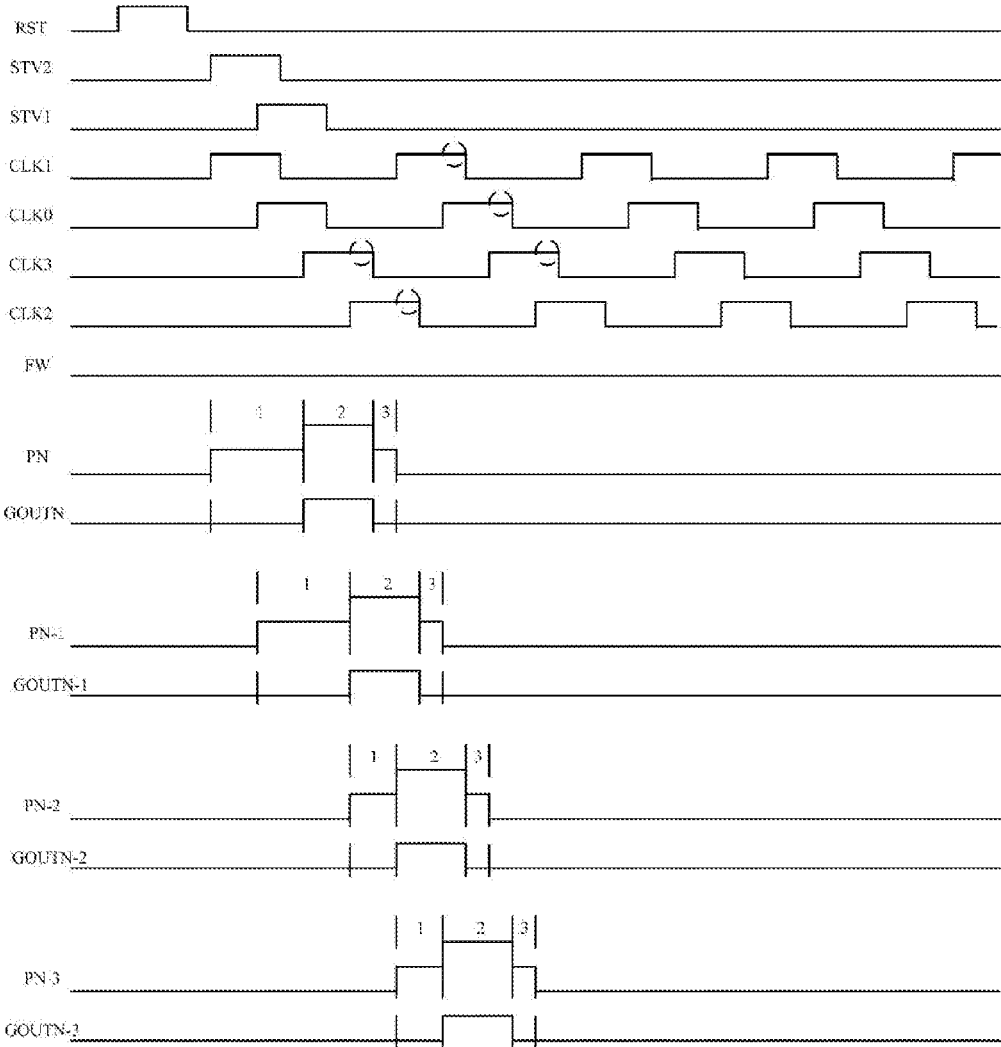 RST
STV2
STV1
CLK1
CLK0
CLK3
CLK2
FW
1 2 3
PN
GOUTN
1 2 3
PN-1
GOUTN-1
1 2 3
PN-2
GOUTN-2
1 2 3
PN-3
GOUTN-3